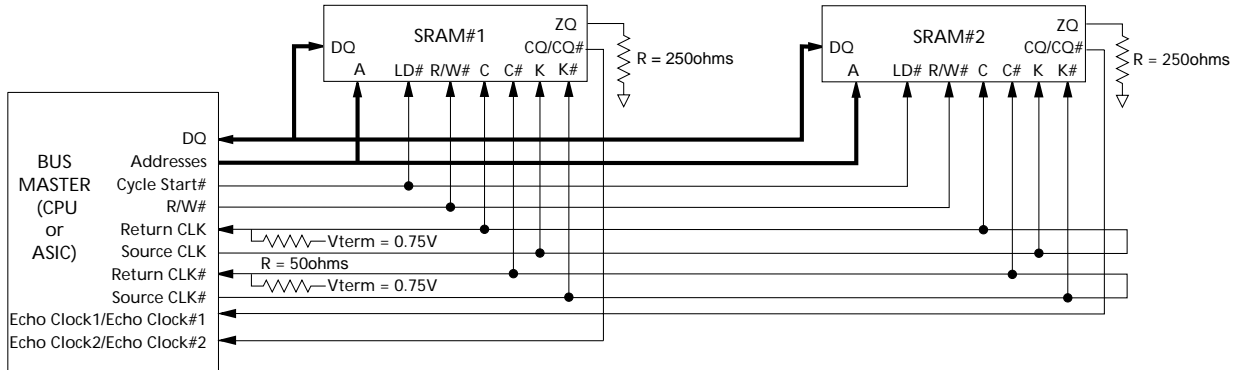 SRAM#1
ZQ
CQ/CQ#
DQ
A
LD#
R/W#
C
C#
K
K#
R = 250ohms
SRAM#2
ZQ
CQ/CQ#
DQ
A
LD#
R/W#
C
C#
K
K#
R = 250ohms
BUS
MASTER
(CPU
or
ASIC)
DQ
Addresses
Cycle Start#
R/W#
Return CLK
Source CLK
Return CLK#
Source CLK#
Echo Clock1/Echo Clock#1
Echo Clock2/Echo Clock#2
Vterm = 0.75V
R = 50ohms
Vterm = 0.75V